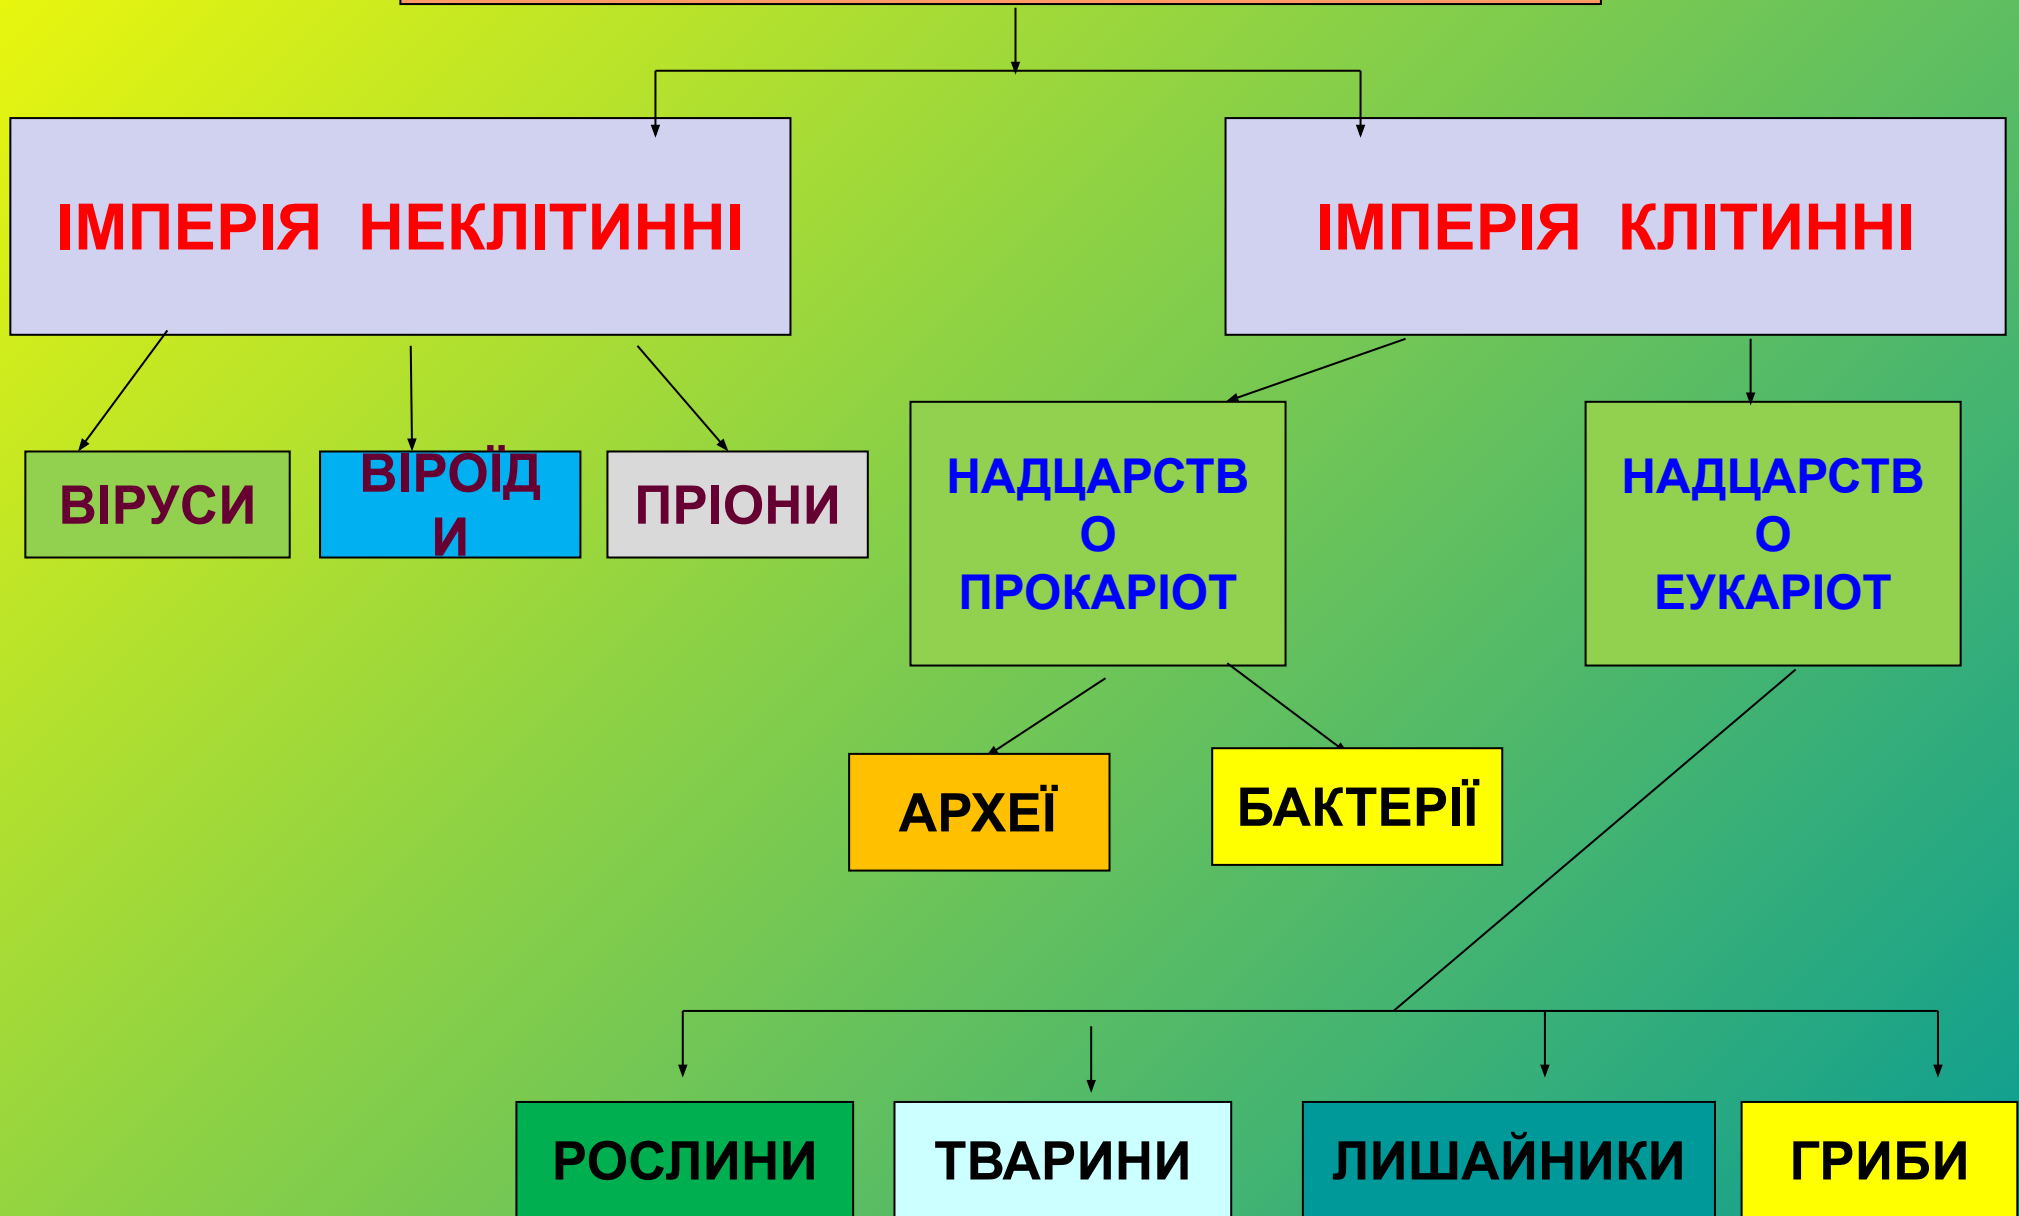 ІМПЕРІЯ НЕКЛІТИННІ
ІМПЕРІЯ КЛІТИННІ
ВІРУСИ
ВІРОЇД
И
ПРІОНИ
НАДЦАРСТВ
О
ПРОКАРІОТ
НАДЦАРСТВ
О
ЕУКАРІОТ
АРХЕЇ
БАКТЕРІЇ
РОСЛИНИ
ТВАРИНИ
ЛИШАЙНИКИ
ГРИБИ